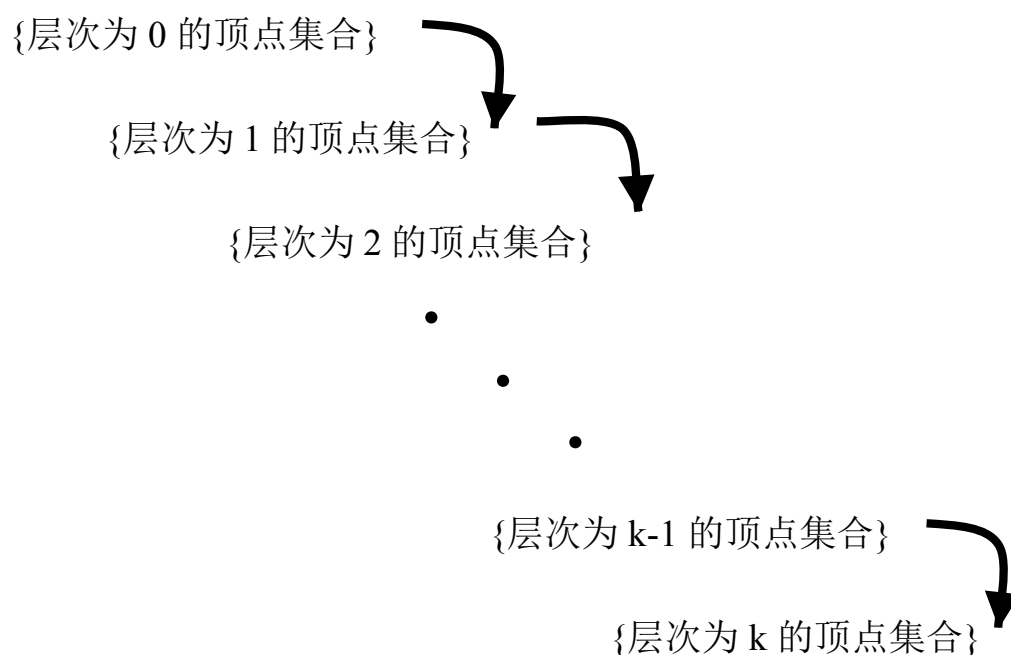 {层次为 0 的顶点集合}
{层次为 1 的顶点集合}
{层次为 2 的顶点集合}
{层次为 k-1 的顶点集合}
{层次为 k 的顶点集合}